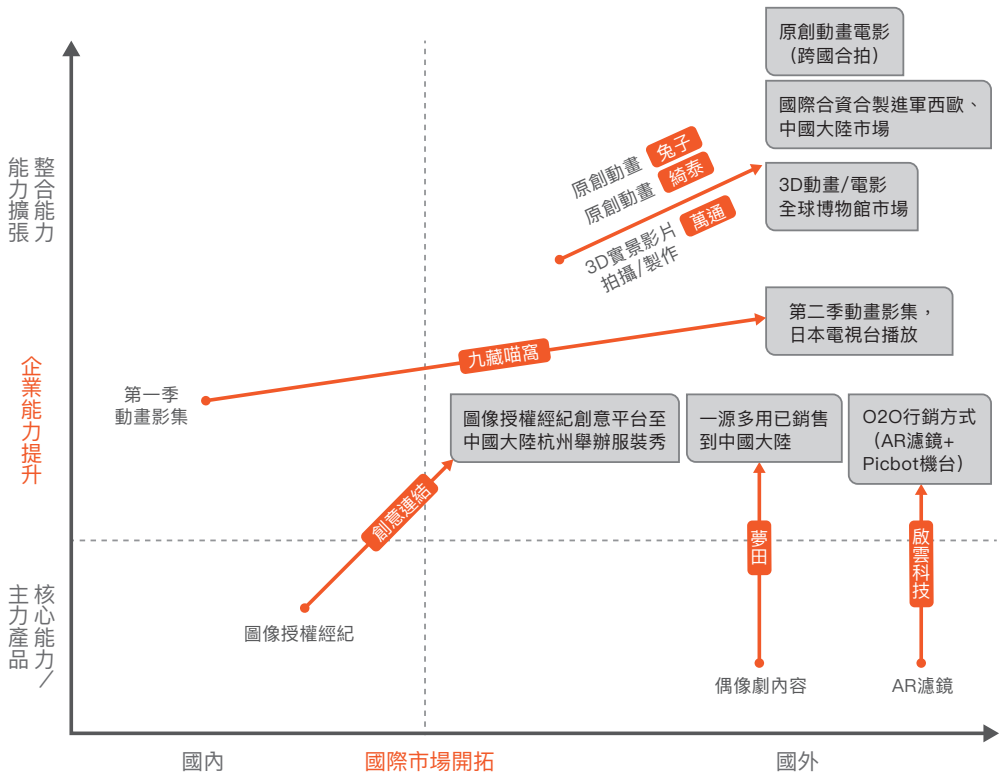 原創動畫電影
（跨國合拍）
國際合資合製進軍西歐、
中國大陸市場
3D動畫/電影
全球博物館市場
原創動畫 兔子
原創動畫 綺泰
3D實景影片 萬通
拍攝/製作
整合能力
能力擴張
第二季動畫影集，
日本電視台播放
九藏喵窩
第一季
動畫影集
企業能力提升
圖像授權經紀創意平台至
中國大陸杭州舉辦服裝秀
一源多用已銷售
到中國大陸
O2O行銷方式
（AR濾鏡+
Picbot機台）
創意連結
夢田
啟雲科技
核心能力/
主力產品
圖像授權經紀
偶像劇內容
AR濾鏡
國內
國際市場開拓
國外